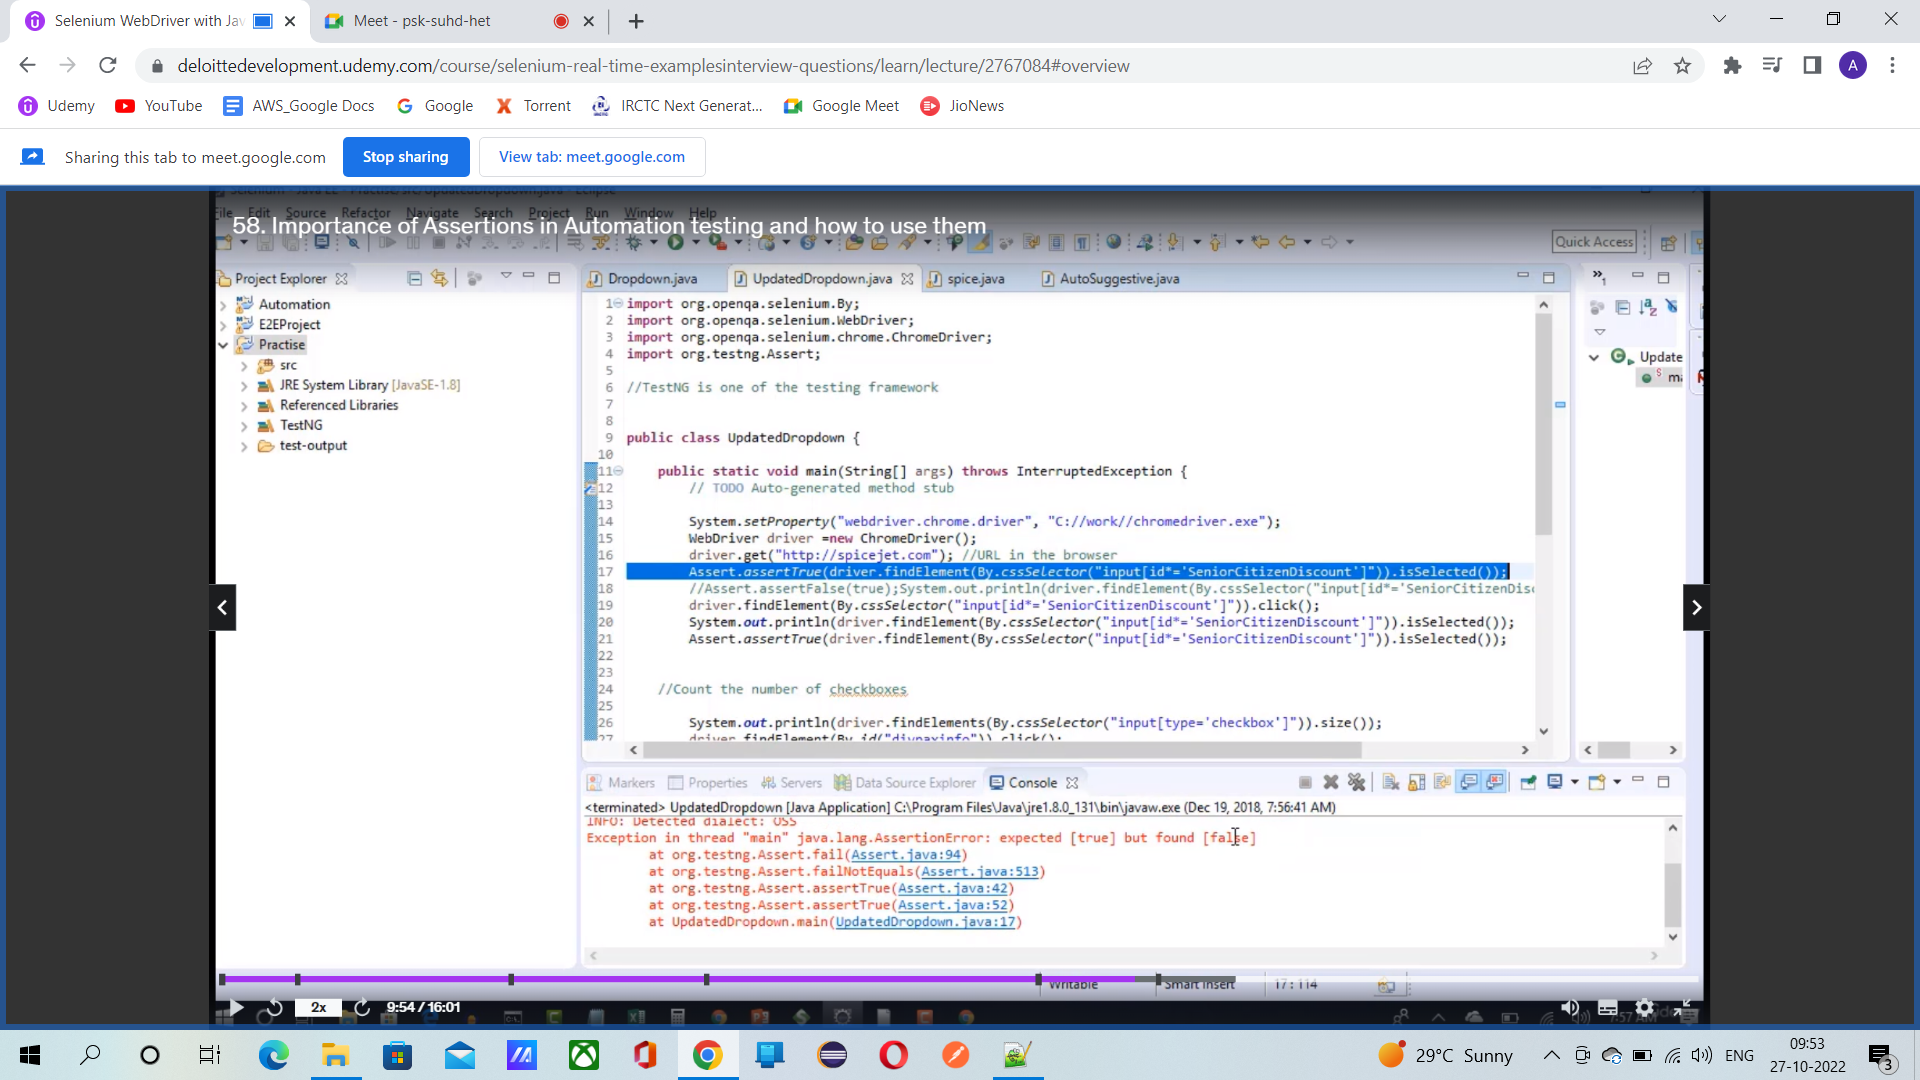 Selenium WebDriver with Jav
Meet - psk-suhd-het
deloittedevelopment.udemy.com/course/selenium-real-time-examplesinterview-questions/learn/lecture/2767084#overview
A
Udemy
YouTube
AWS_Google Docs
Google
Torrent
IRCTC Next Generat...
Google Meet
JioNews
Sharing this tab to meet.google.com
Stop sharing
View tab: meet.google.com
File Edit Source Refactor Navigate Search Project Run Window Help
58. Importance of Assertions in Automation testing and how to use them
Quick Access
Project Explorer
Dropdown.java
UpdatedDropdown.java
spice.java
AutoSuggestive.java
Automation
E2EProject
Practise
src
JRE System Library [JavaSE-1.8]
Referenced Libraries
TestNG
test-output
1 import org.openqa.selenium.By;
2 import org.openqa.selenium.WebDriver;
3 import org.openqa.selenium.chrome.ChromeDriver;
4 import org.testng.Assert;
5
6 //TestNG is one of the testing framework
7
8
9 public class UpdatedDropdown {
10
11 public static void main(String[] args) throws InterruptedException {
12 // TODO Auto-generated method stub
13
14 System.setProperty("webdriver.chrome.driver", "C://work//chromedriver.exe");
15 WebDriver driver =new ChromeDriver();
16 driver.get("http://spicejet.com"); //URL in the browser
17 Assert.assertTrue(driver.findElement(By.cssSelector("input[id*='SeniorCitizenDiscount']")).isSelected());
18 //Assert.assertFalse(true);System.out.println(driver.findElement(By.cssSelector("input[id*='SeniorCitizenDisc
19 driver.findElement(By.cssSelector("input[id*='SeniorCitizenDiscount']")).click();
20 System.out.println(driver.findElement(By.cssSelector("input[id*='SeniorCitizenDiscount']")).isSelected());
21 Assert.assertTrue(driver.findElement(By.cssSelector("input[id*='SeniorCitizenDiscount']")).isSelected());
22
23
24 //Count the number of checkboxes
25
26 System.out.println(driver.findElements(By.cssSelector("input[type='checkbox']")).size());
27 driver.findElement(By.id("divpaxinfo")).click();
Update
ma
Markers
Properties
Servers
Data Source Explorer
Console
<terminated> UpdatedDropdown [Java Application] C:\Program Files\Java\jre1.8.0_131\bin\javaw.exe (Dec 19, 2018, 7:56:41 AM)
INFO: Detected dialect: OSS
Exception in thread "main" java.lang.AssertionError: expected [true] but found [false]
at org.testng.Assert.fail(Assert.java:94)
at org.testng.Assert.failNotEquals(Assert.java:513)
at org.testng.Assert.assertTrue(Assert.java:42)
at org.testng.Assert.assertTrue(Assert.java:52)
at UpdatedDropdown.main(UpdatedDropdown.java:17)
Writable
Smart Insert
17 : 114
2x
9:54 / 16:01
29°C Sunny
ENG
09:53
27-10-2022
3